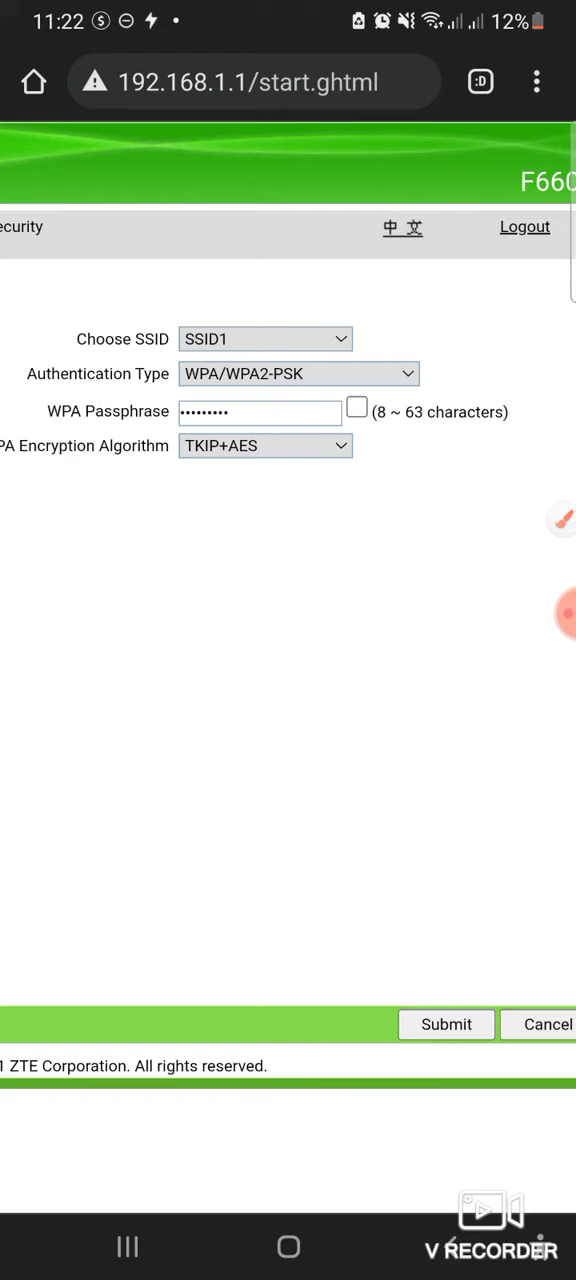 11:22
12%
192.168.1.1/start.ghtml
:D
F660
ecurity
中 文
Logout
Choose SSID SSID1
Authentication Type WPA/WPA2-PSK
WPA Passphrase ••••••••• (8 ~ 63 characters)
PA Encryption Algorithm TKIP+AES
Submit Cancel
1 ZTE Corporation. All rights reserved.
V RECORDER